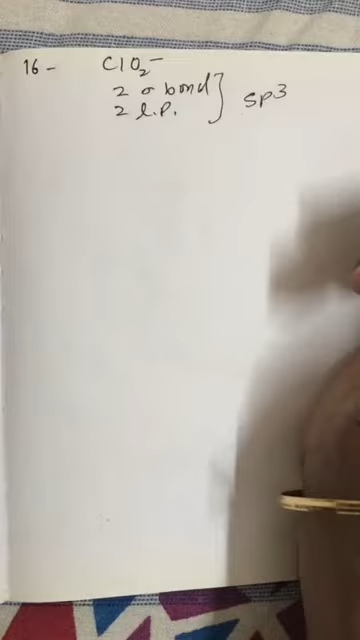 16- ClO2-
2 σ bond
2 l.p. } sp3